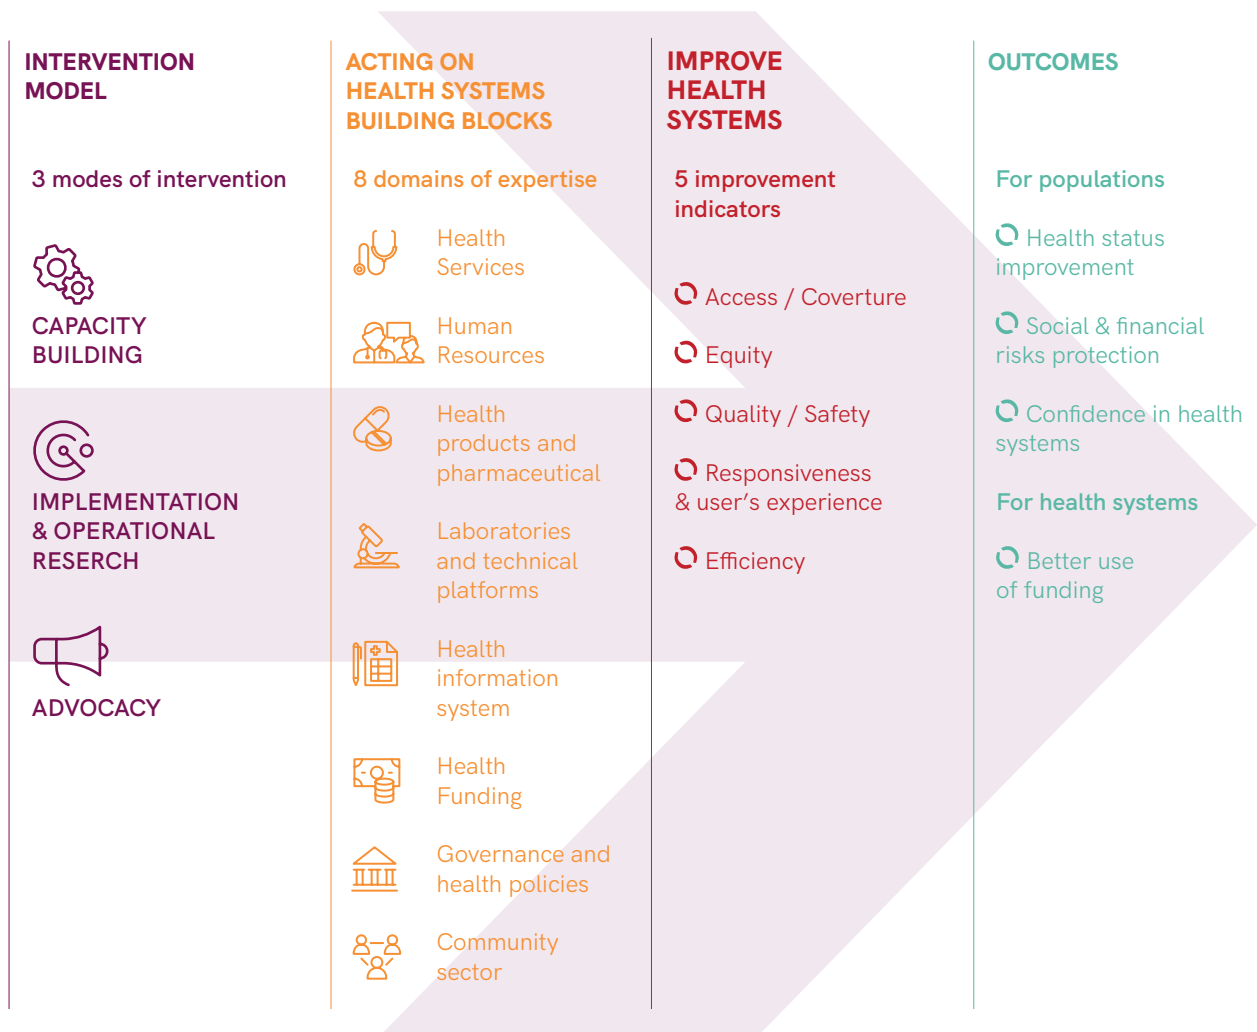 INTERVENTION
MODEL
3 modes of intervention
CAPACITY
BUILDING
IMPLEMENTATION
& OPERATIONAL
RESERCH
ADVOCACY
ACTING ON
HEALTH SYSTEMS
BUILDING BLOCKS
8 domains of expertise
Health
Services
Human
Resources
Health
products and
pharmaceutical
Laboratories
and technical
platforms
Health
information
system
Health
Funding
Governance and
health policies
Community
sector
IMPROVE
HEALTH
SYSTEMS
5 improvement
indicators
Access / Coverture
Equity
Quality / Safety
Responsiveness
& user’s experience
Efficiency
OUTCOMES
For populations
Health status
improvement
Social & financial
risks protection
Confidence in health
systems
For health systems
Better use
of funding